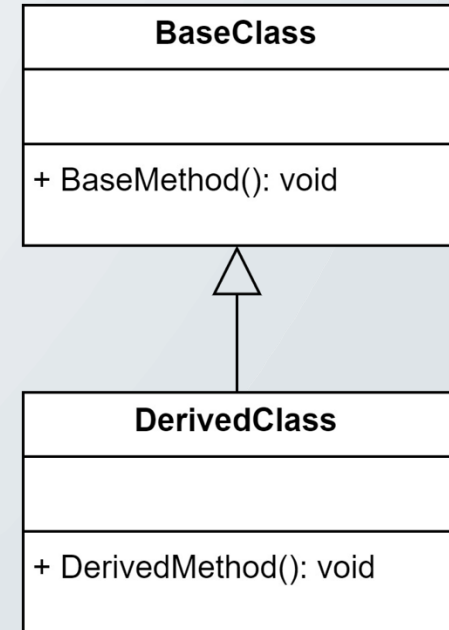 BaseClass
+ BaseMethod(): void
DerivedClass
+ DerivedMethod(): void